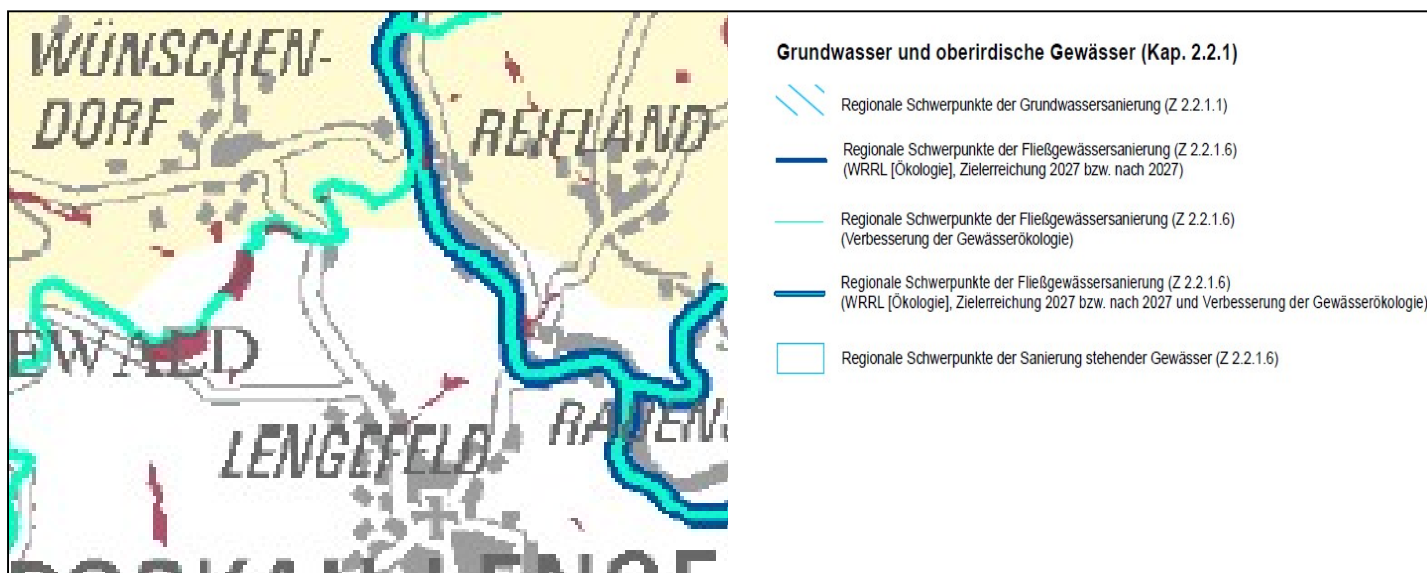 WÜNSCHEN-
DORF
REIFLAND
LENGEFELD
Grundwasser und oberirdische Gewässer (Kap. 2.2.1)
Regionale Schwerpunkte der Grundwassersanierung (Z 2.2.1.1)
Regionale Schwerpunkte der Fließgewässersanierung (Z 2.2.1.6)
(WRRL [Ökologie], Zielerreichung 2027 bzw. nach 2027)
Regionale Schwerpunkte der Fließgewässersanierung (Z 2.2.1.6)
(Verbesserung der Gewässerökologie)
Regionale Schwerpunkte der Fließgewässersanierung (Z 2.2.1.6)
(WRRL [Ökologie], Zielerreichung 2027 bzw. nach 2027 und Verbesserung der Gewässerökologie)
Regionale Schwerpunkte der Sanierung stehender Gewässer (Z 2.2.1.6)